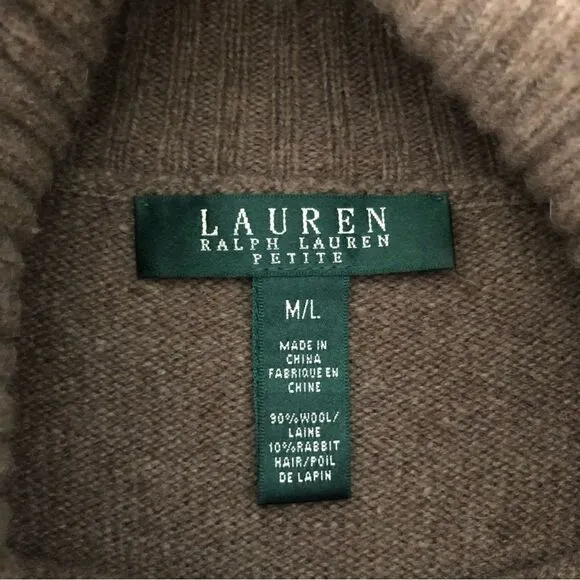 LAUREN
RALPH LAUREN
PETITE
M/L
MADE IN
CHINA
FABRIQUE EN
CHINE
90%WOOL/
LAINE
10%RABBIT
HAIR/POIL
DE LAPIN